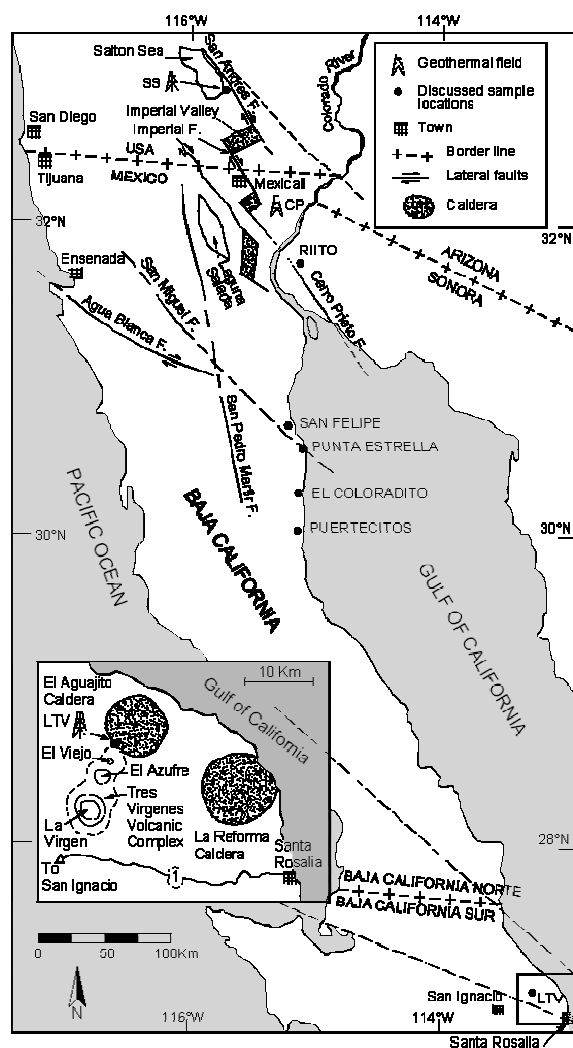 116°W
114°W
Salton Sea
San Andres F.
SS
Colorado River
Geothermal field
Discussed sample
locations
Town
Border line
Lateral faults
Caldera
San Diego
Imperial Valley
Imperial F.
USA
MEXICO
Tijuana
Mexicali
CP
32°N
32°N
Laguna
Salada
RIITO
Carro Prieto F.
ARIZONA
SONORA
Ensenada
San Miguel F.
Agua Blanca F.
San Pedro Martir F.
SAN FELIPE
PUNTA ESTRELLA
EL COLORADITO
PUERTECITOS
PACIFIC OCEAN
BAJA CALIFORNIA
30°N
30°N
GULF OF CALIFORNIA
10 Km
El Aguajito
Caldera
Gulf of California
LTV
El Viejo
El Azufre
Tres
Virgenes
Volcanic
Complex
La
Virgen
La Reforma
Caldera
Santa
Rosalia
To
San Ignacio
1
28°N
BAJA CALIFORNIA NORTE
BAJA CALIFORNIA SUR
0 50 100Km
N
San Ignacio
LTV
116°W
114°W
Santa Rosalia